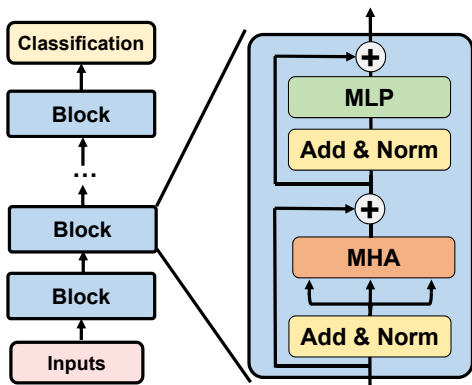 Classification
Block
...
Block
Block
Inputs
+
MLP
Add & Norm
+
MHA
Add & Norm